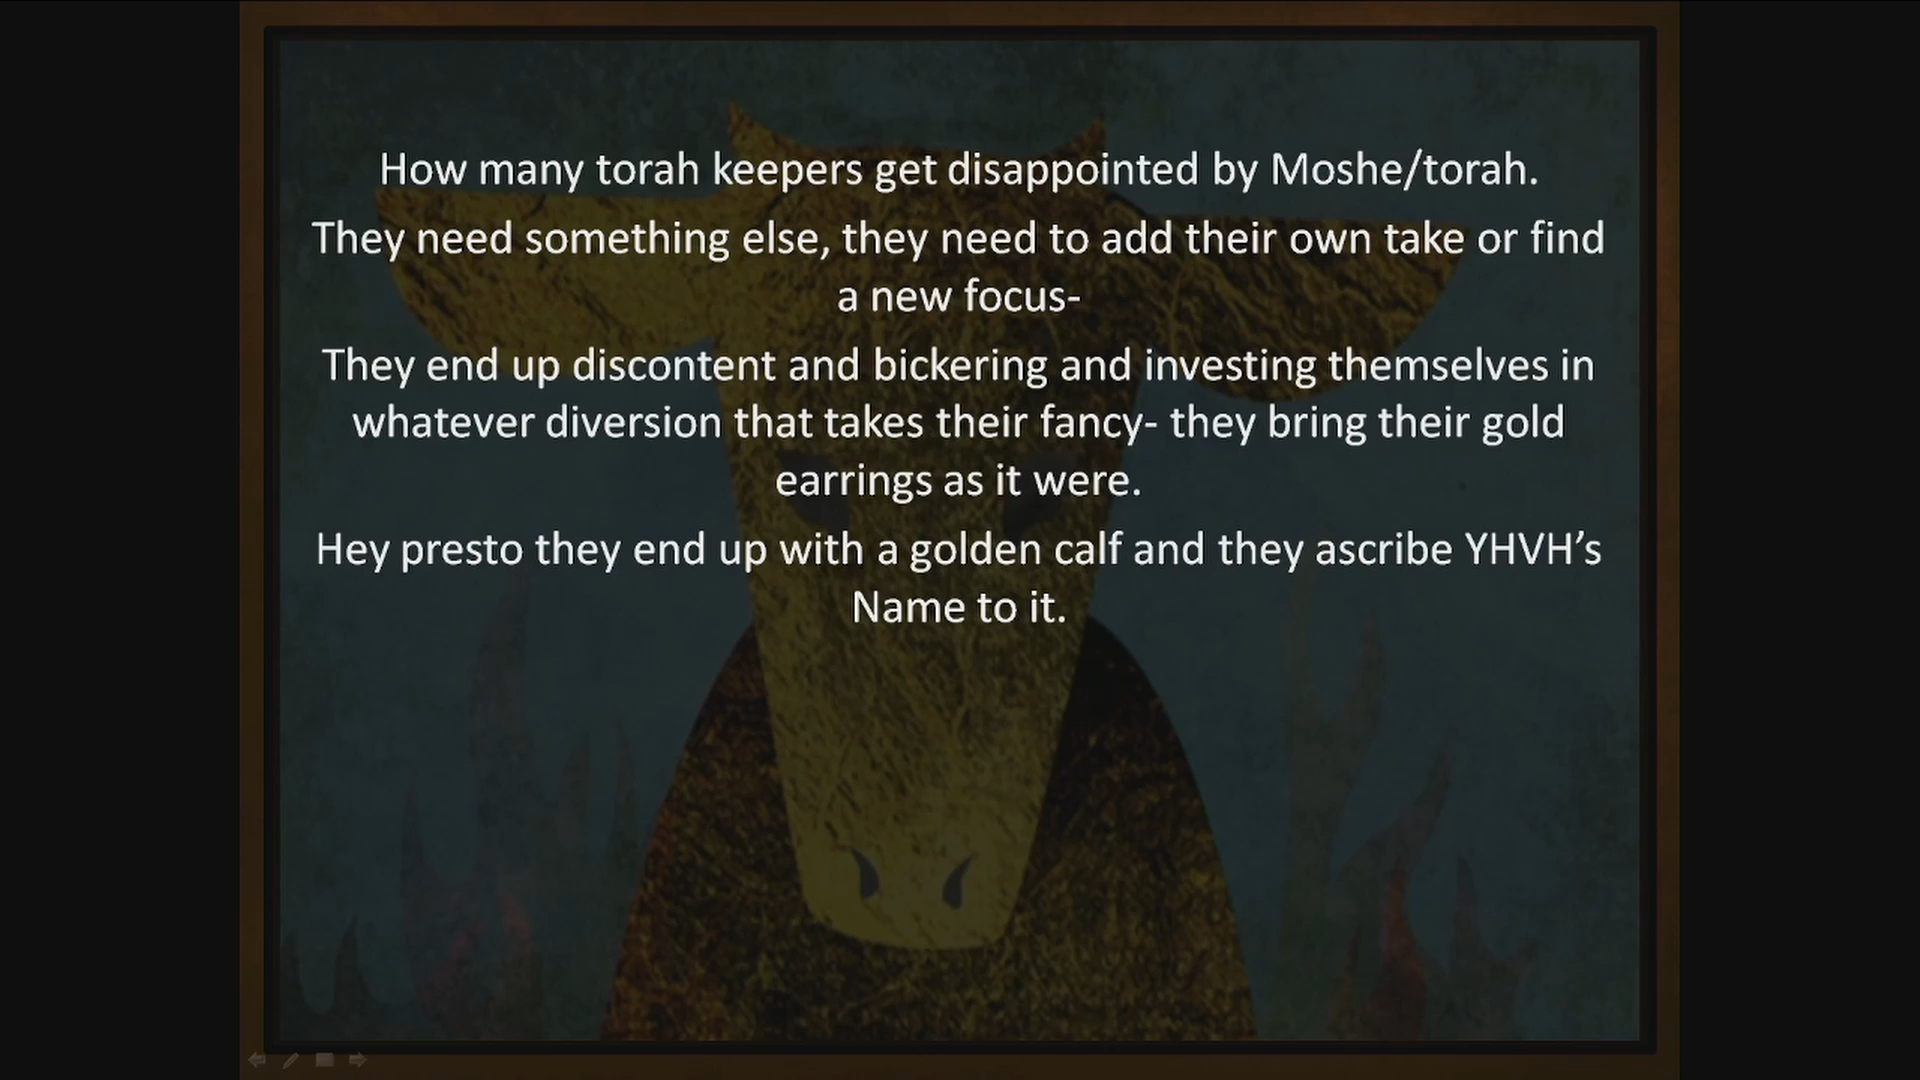 How many torah keepers get disappointed by Moshe/torah.
They need something else, they need to add their own take or find
a new focus-
They end up discontent and bickering and investing themselves in
whatever diversion that takes their fancy- they bring their gold
earrings as it were.
Hey presto they end up with a golden calf and they ascribe YHVH’s
Name to it.